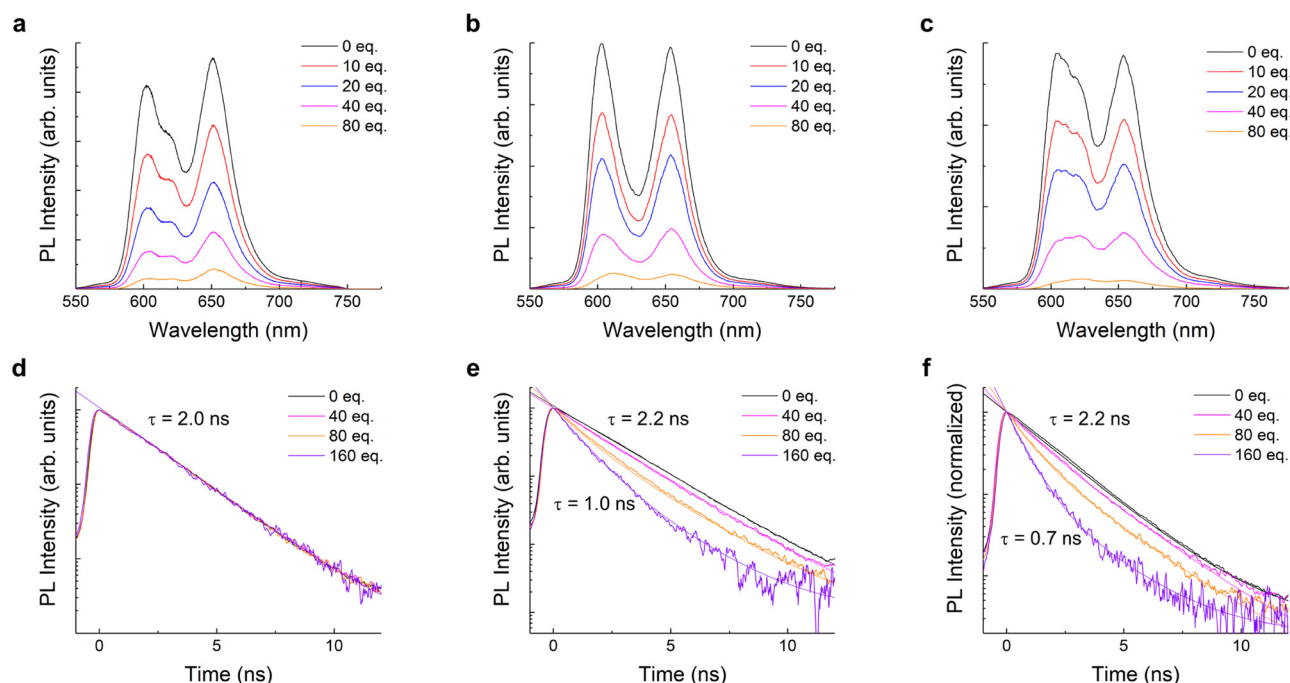 a
PL Intensity (arb. units)
0 eq.
10 eq.
20 eq.
40 eq.
80 eq.
550 600 650 700 750
Wavelength (nm)
b
PL Intensity (arb. units)
0 eq.
10 eq.
20 eq.
40 eq.
80 eq.
550 600 650 700 750
Wavelength (nm)
c
PL Intensity (arb. units)
0 eq.
10 eq.
20 eq.
40 eq.
80 eq.
550 600 650 700 750
Wavelength (nm)
d
PL Intensity (arb. units)
τ = 2.0 ns
0 eq.
40 eq.
80 eq.
160 eq.
0 5 10
Time (ns)
e
PL Intensity (arb. units)
τ = 2.2 ns
τ = 1.0 ns
0 eq.
40 eq.
80 eq.
160 eq.
0 5 10
Time (ns)
f
PL Intensity (normalized)
τ = 2.2 ns
τ = 0.7 ns
0 eq.
40 eq.
80 eq.
160 eq.
0 5 10
Time (ns)